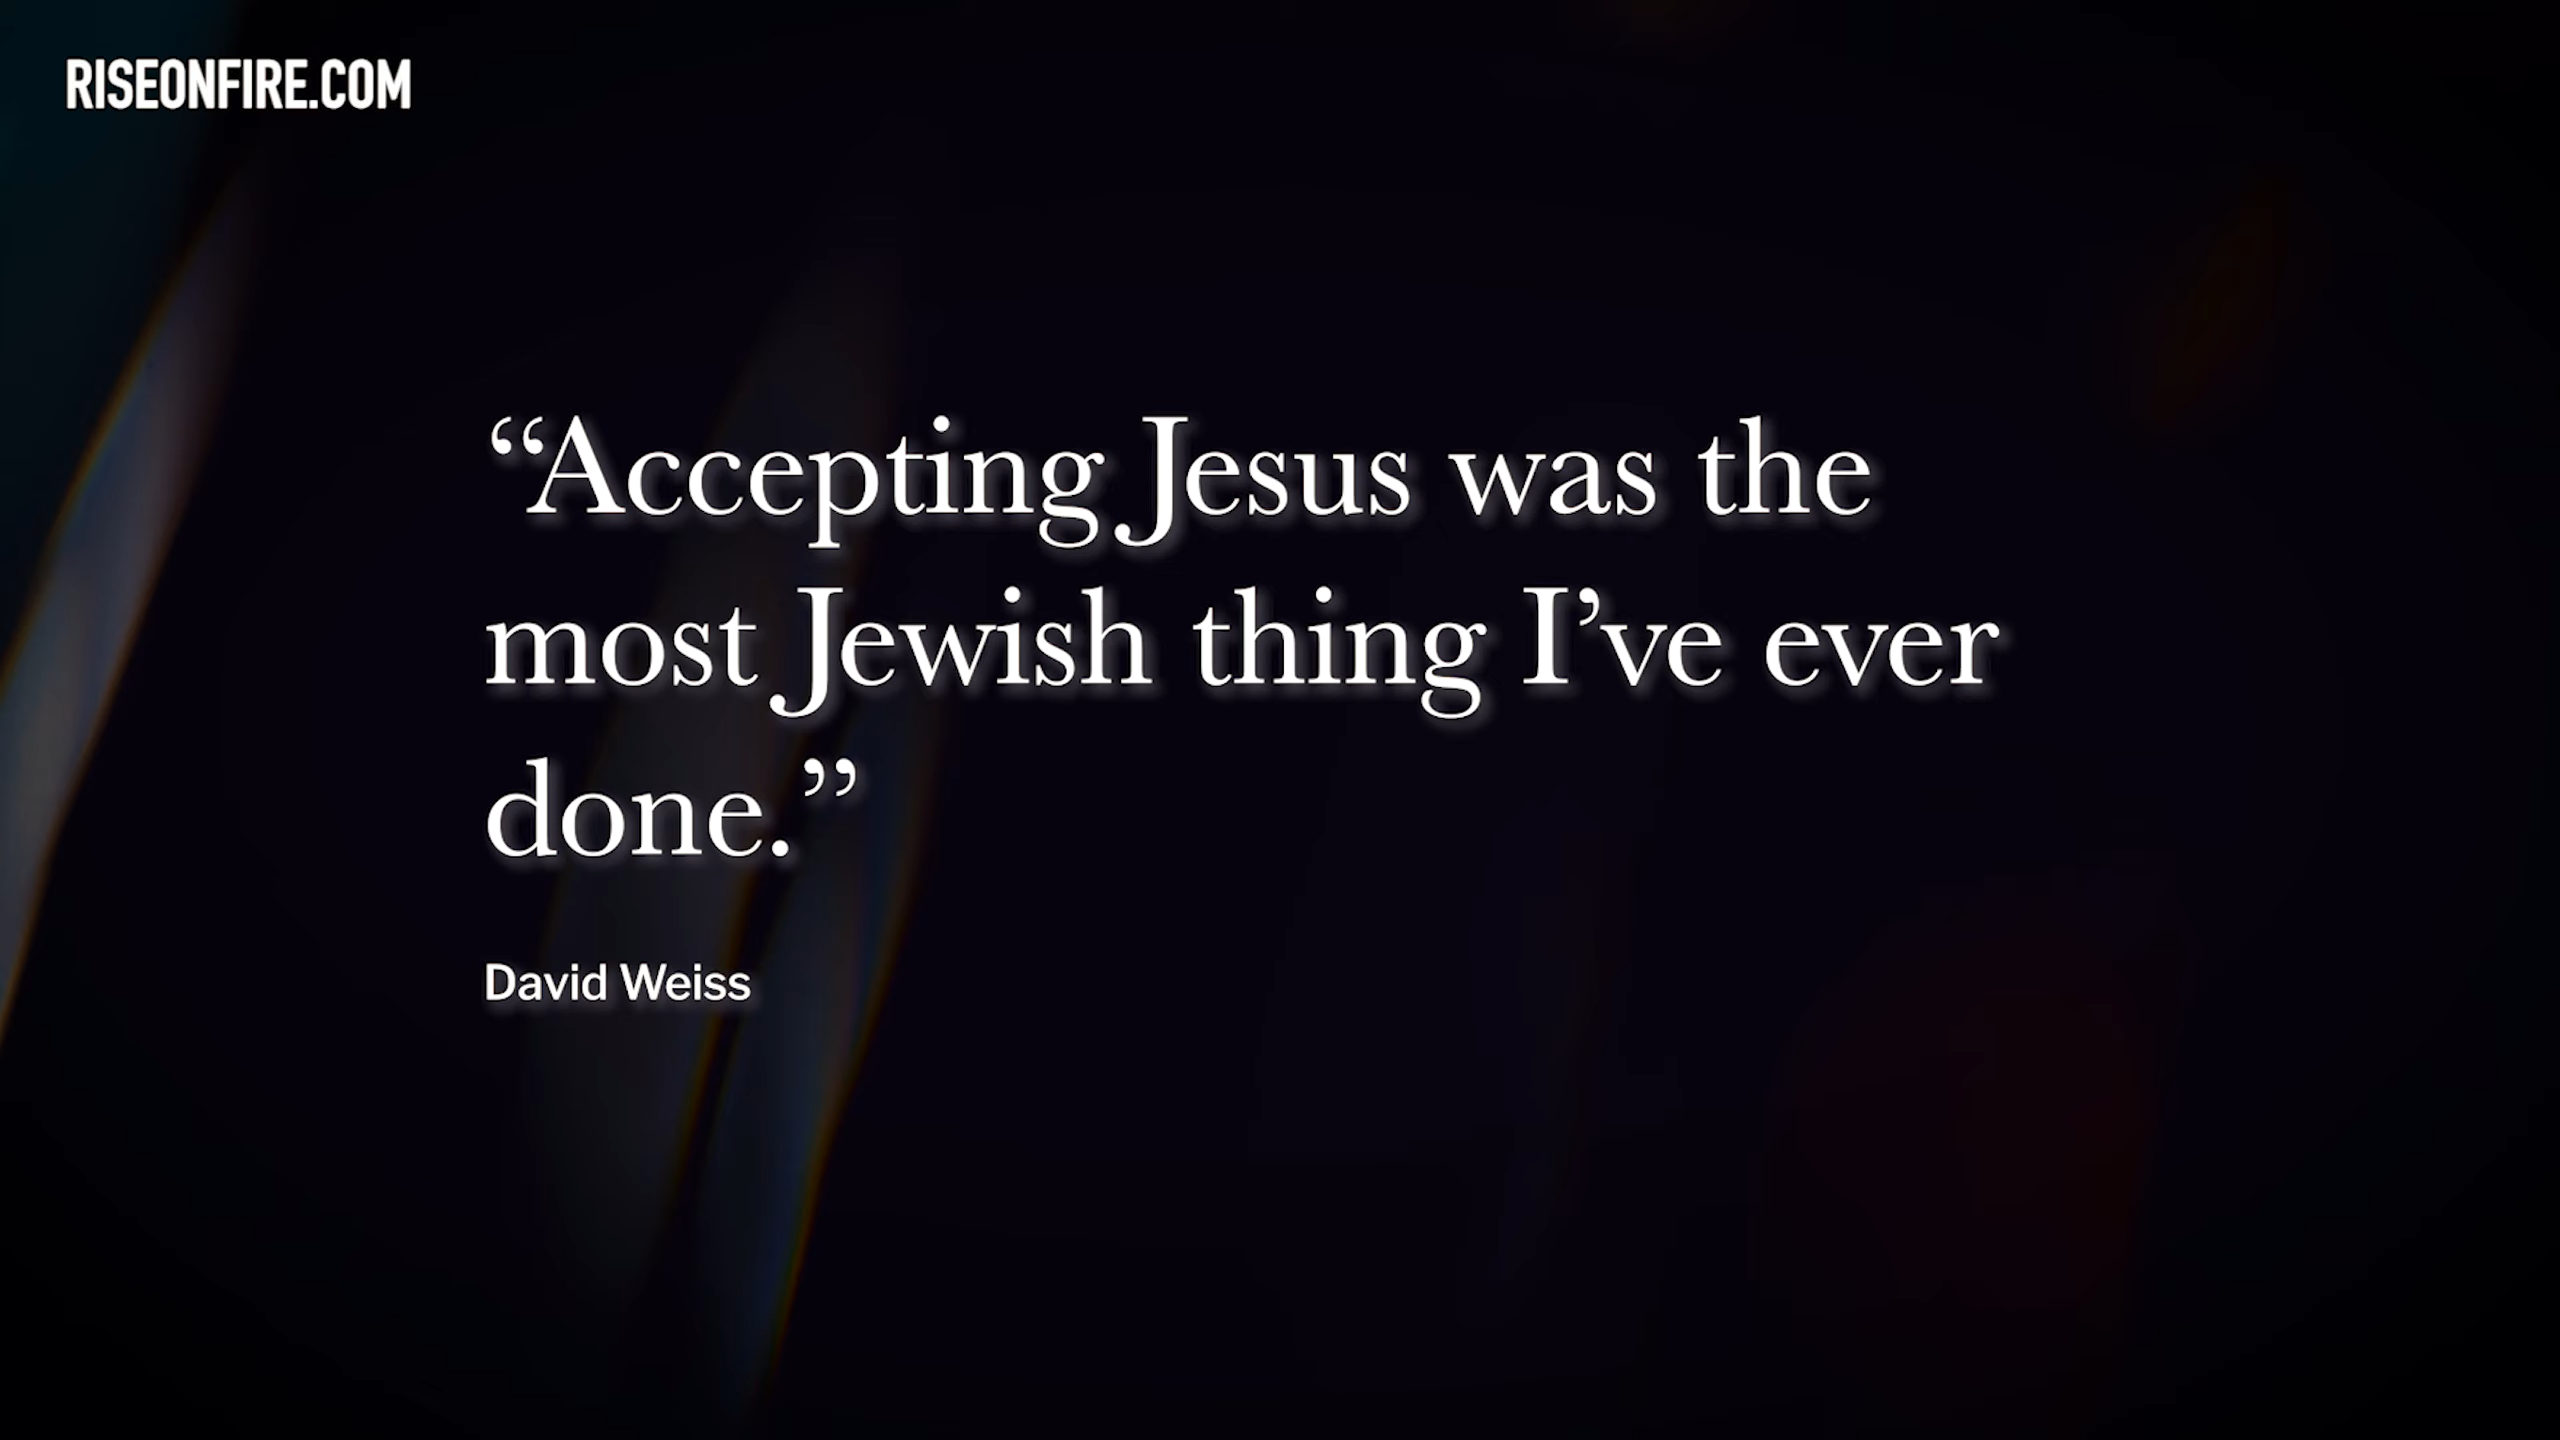 RISEONFIRE.COM
“Accepting Jesus was the
most Jewish thing I’ve ever
done.”
David Weiss